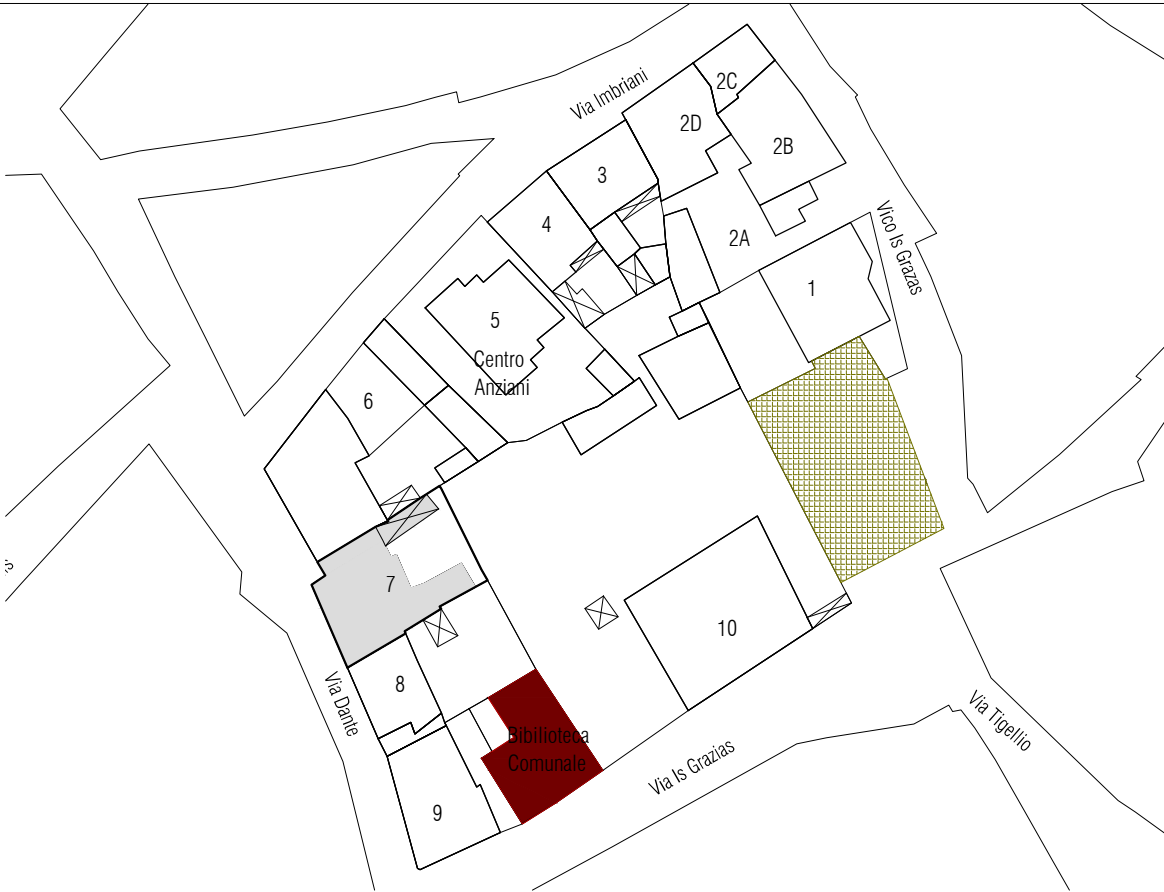 Via Imbriani
2C
2D
2B
3
4
2A
Vico Is Grazas
1
5
Centro
Anziani
6
7
10
8
Via Dante
Bibilioteca
Comunale
Via Is Grazias
Via Tigellio
9